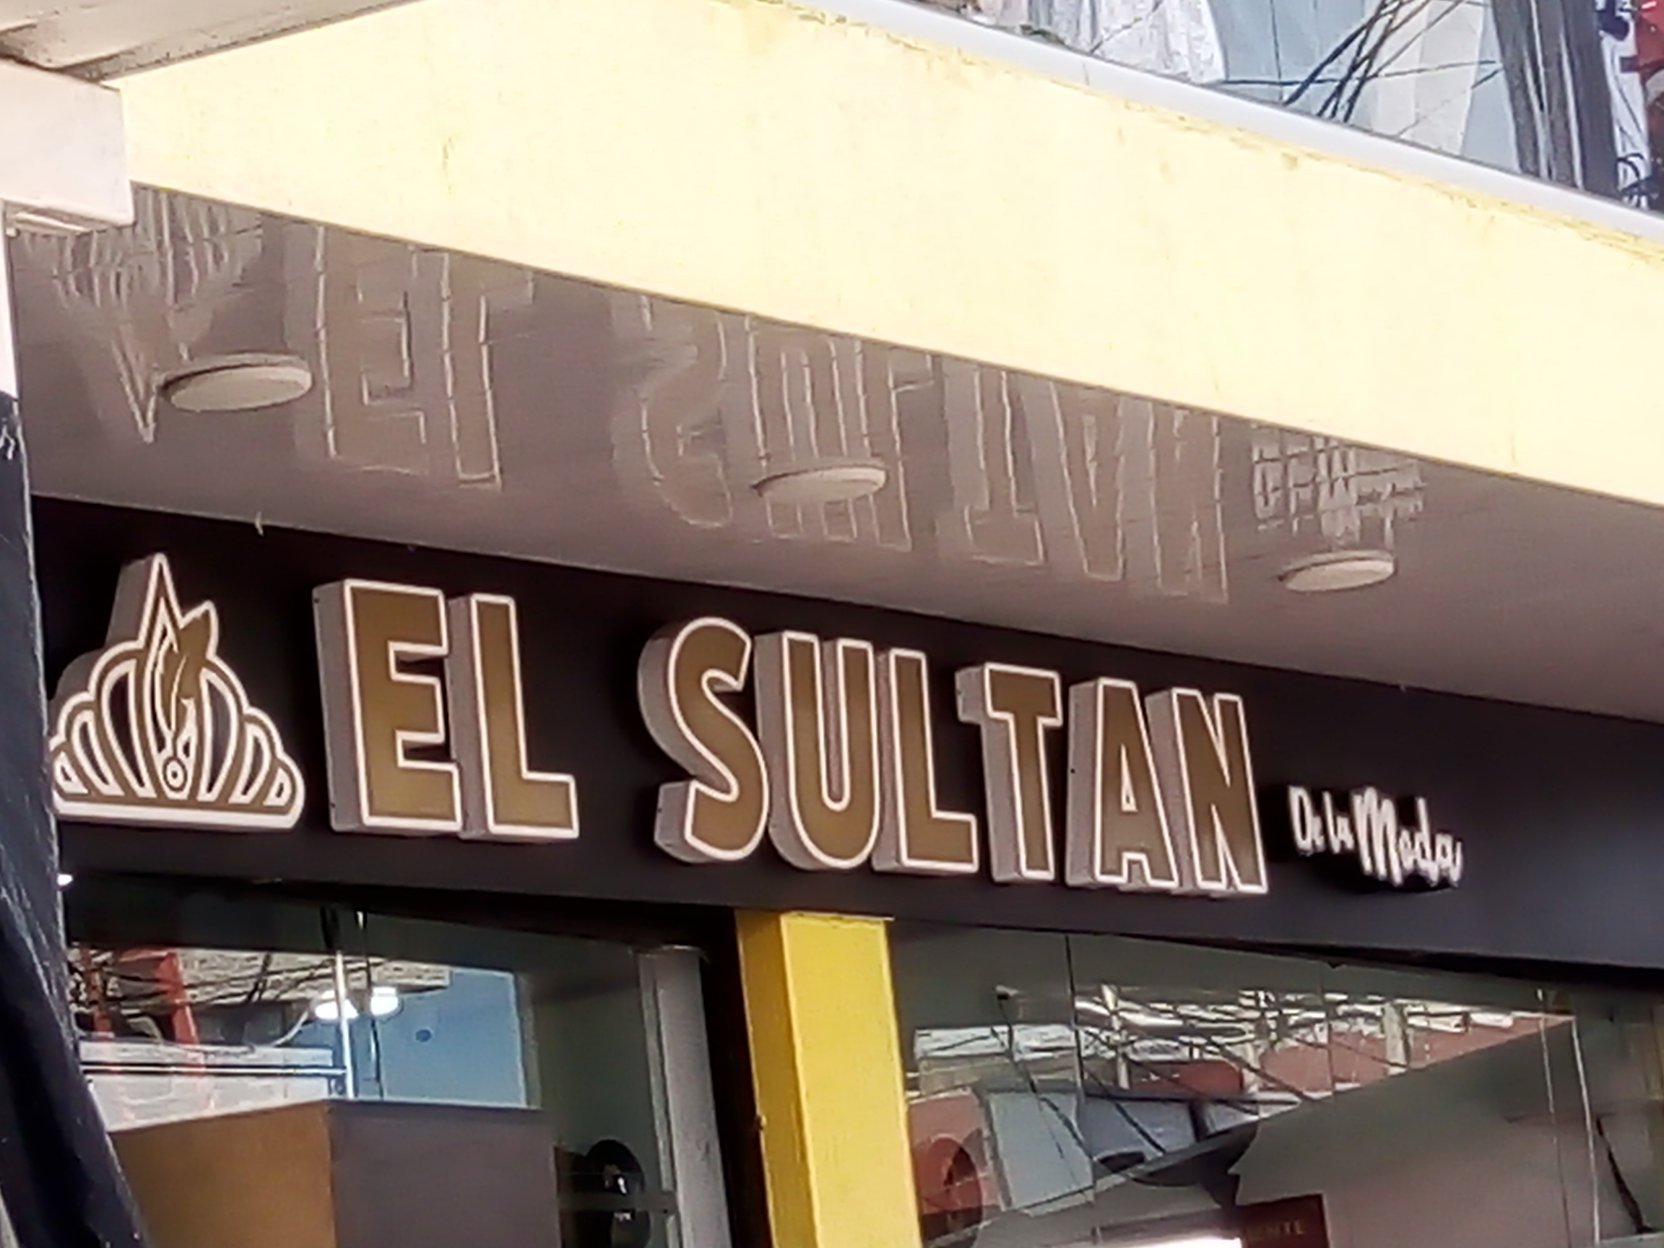 EL SULTAN
De la Moda